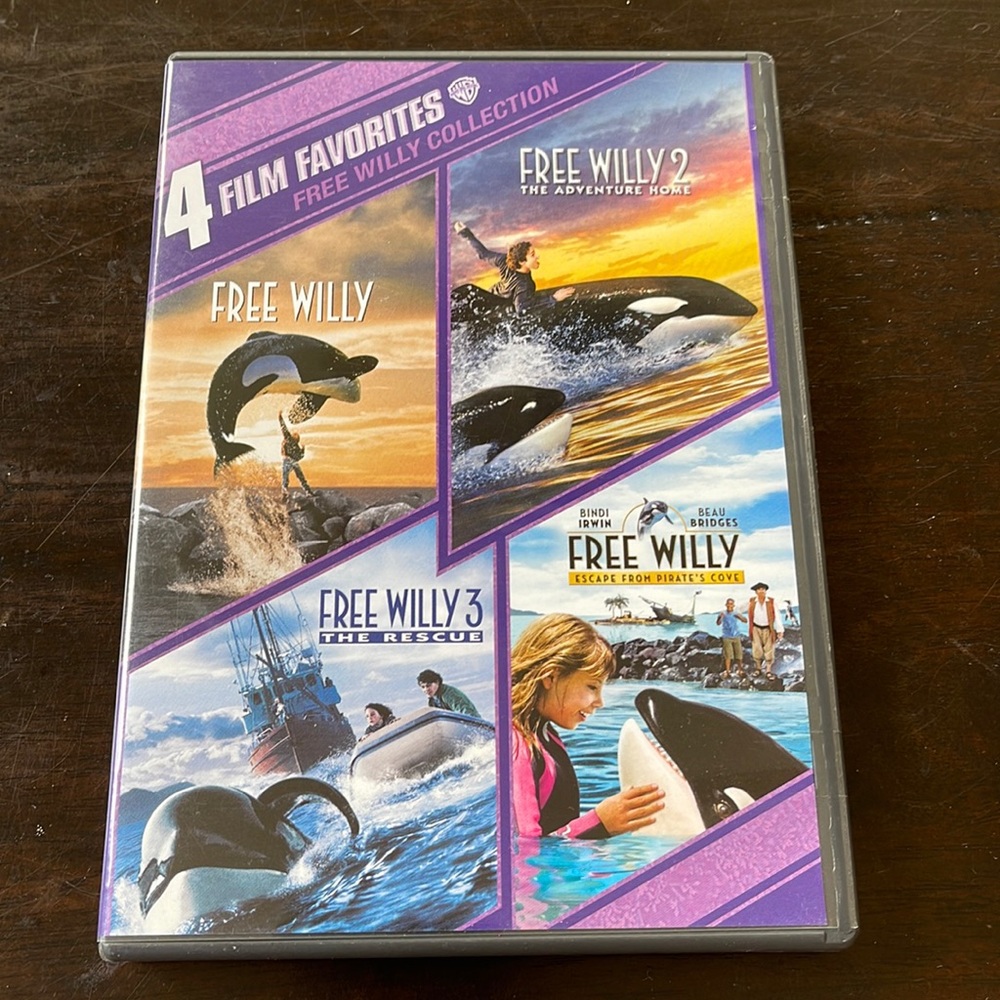 4 FILM FAVORITES WB
FREE WILLY COLLECTION
FREE WILLY
FREE WILLY 2
THE ADVENTURE HOME
FREE WILLY 3
THE RESCUE
BINDI IRWIN
BEAU BRIDGES
FREE WILLY
ESCAPE FROM PIRATE'S COVE